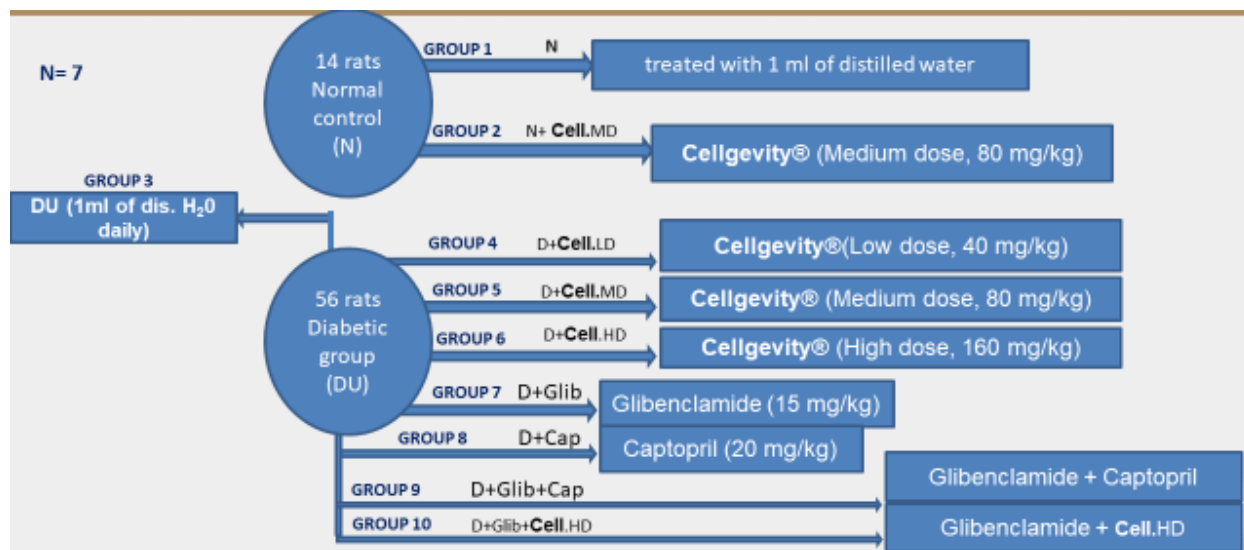 N= 7
14 rats
Normal
control
(N)
GROUP 1 N
treated with 1 ml of distilled water
GROUP 2 N+ Cell.MD
Cellgevity® (Medium dose, 80 mg/kg)
GROUP 3
DU (1ml of dis. H₂0
daily)
56 rats
Diabetic
group
(DU)
GROUP 4 D+Cell.LD
Cellgevity®(Low dose, 40 mg/kg)
GROUP 5 D+Cell.MD
Cellgevity® (Medium dose, 80 mg/kg)
GROUP 6 D+Cell.HD
Cellgevity® (High dose, 160 mg/kg)
GROUP 7 D+Glib
Glibenclamide (15 mg/kg)
GROUP 8 D+Cap
Captopril (20 mg/kg)
GROUP 9 D+Glib+Cap
Glibenclamide + Captopril
GROUP 10 D+Glib+Cell.HD
Glibenclamide + Cell.HD